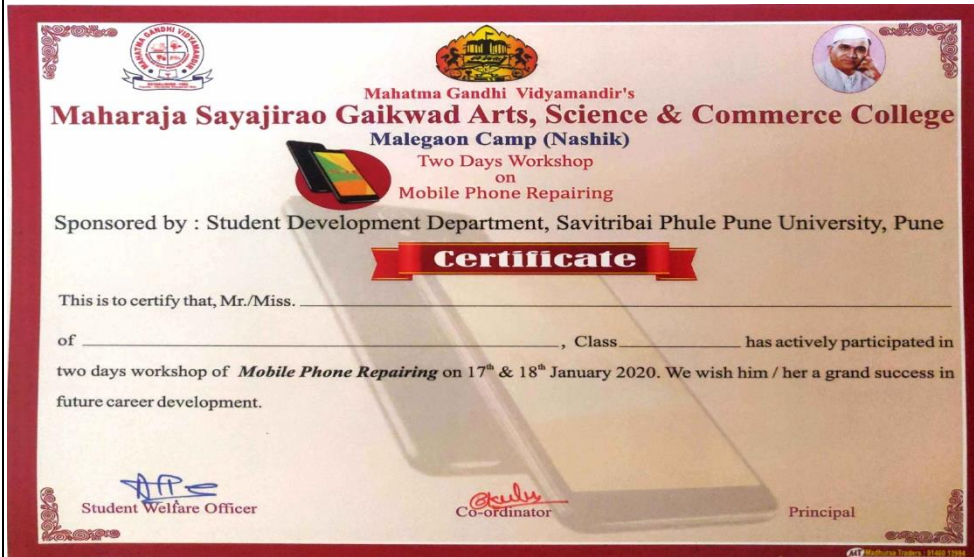 MAHATMA GANDHI VIDYAMANDIR
Mahatma Gandhi Vidyamandir's
Maharaja Sayajirao Gaikwad Arts, Science & Commerce College
Malegaon Camp (Nashik)
Two Days Workshop
on
Mobile Phone Repairing
Sponsored by : Student Development Department, Savitribai Phule Pune University, Pune
Certificate
This is to certify that, Mr./Miss.
of , Class has actively participated in
two days workshop of Mobile Phone Repairing on 17th & 18th January 2020. We wish him / her a grand success in
future career development.
Student Welfare Officer
Co-ordinator
Principal